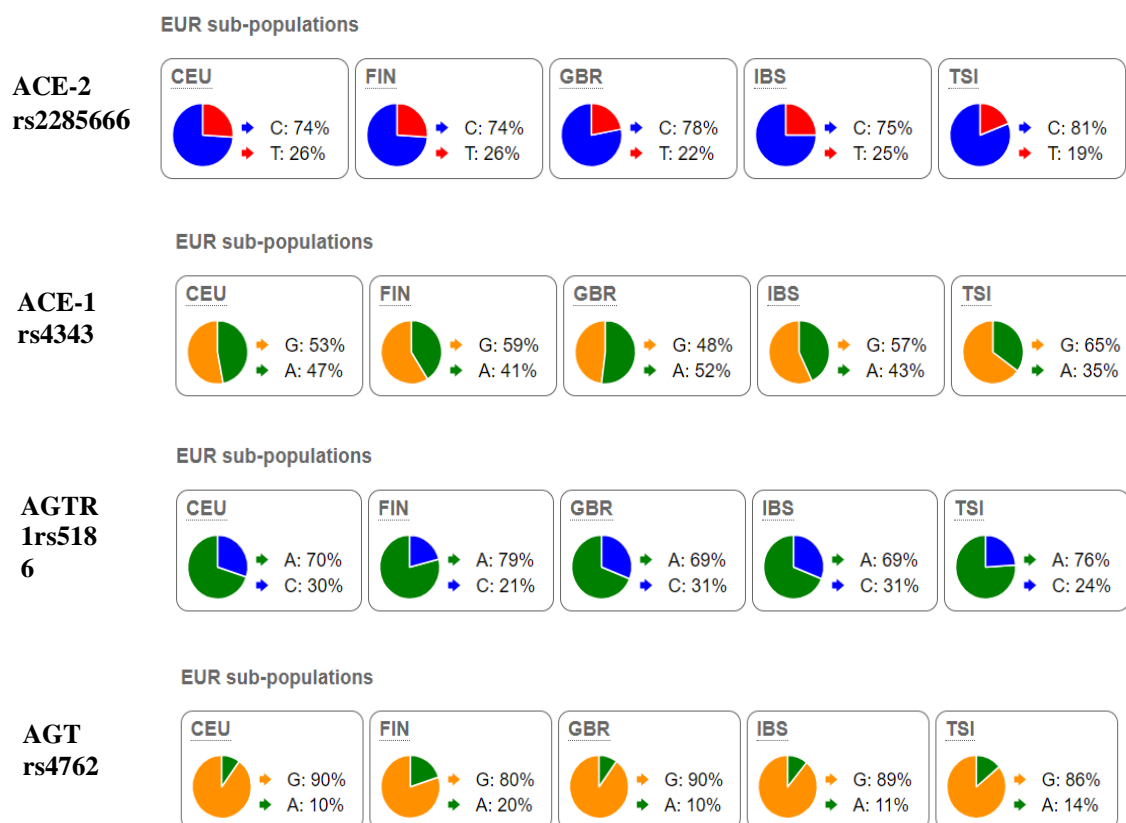 EUR sub-populations
ACE-2
rs2285666
CEU FIN GBR IBS TSI
C: 74% C: 74% C: 78% C: 75% C: 81%
T: 26% T: 26% T: 22% T: 25% T: 19%
EUR sub-populations
ACE-1
rs4343
CEU FIN GBR IBS TSI
G: 53% G: 59% G: 48% G: 57% G: 65%
A: 47% A: 41% A: 52% A: 43% A: 35%
EUR sub-populations
AGTR
1rs518
6
CEU FIN GBR IBS TSI
A: 70% A: 79% A: 69% A: 69% A: 76%
C: 30% C: 21% C: 31% C: 31% C: 24%
EUR sub-populations
AGT
rs4762
CEU FIN GBR IBS TSI
G: 90% G: 80% G: 90% G: 89% G: 86%
A: 10% A: 20% A: 10% A: 11% A: 14%